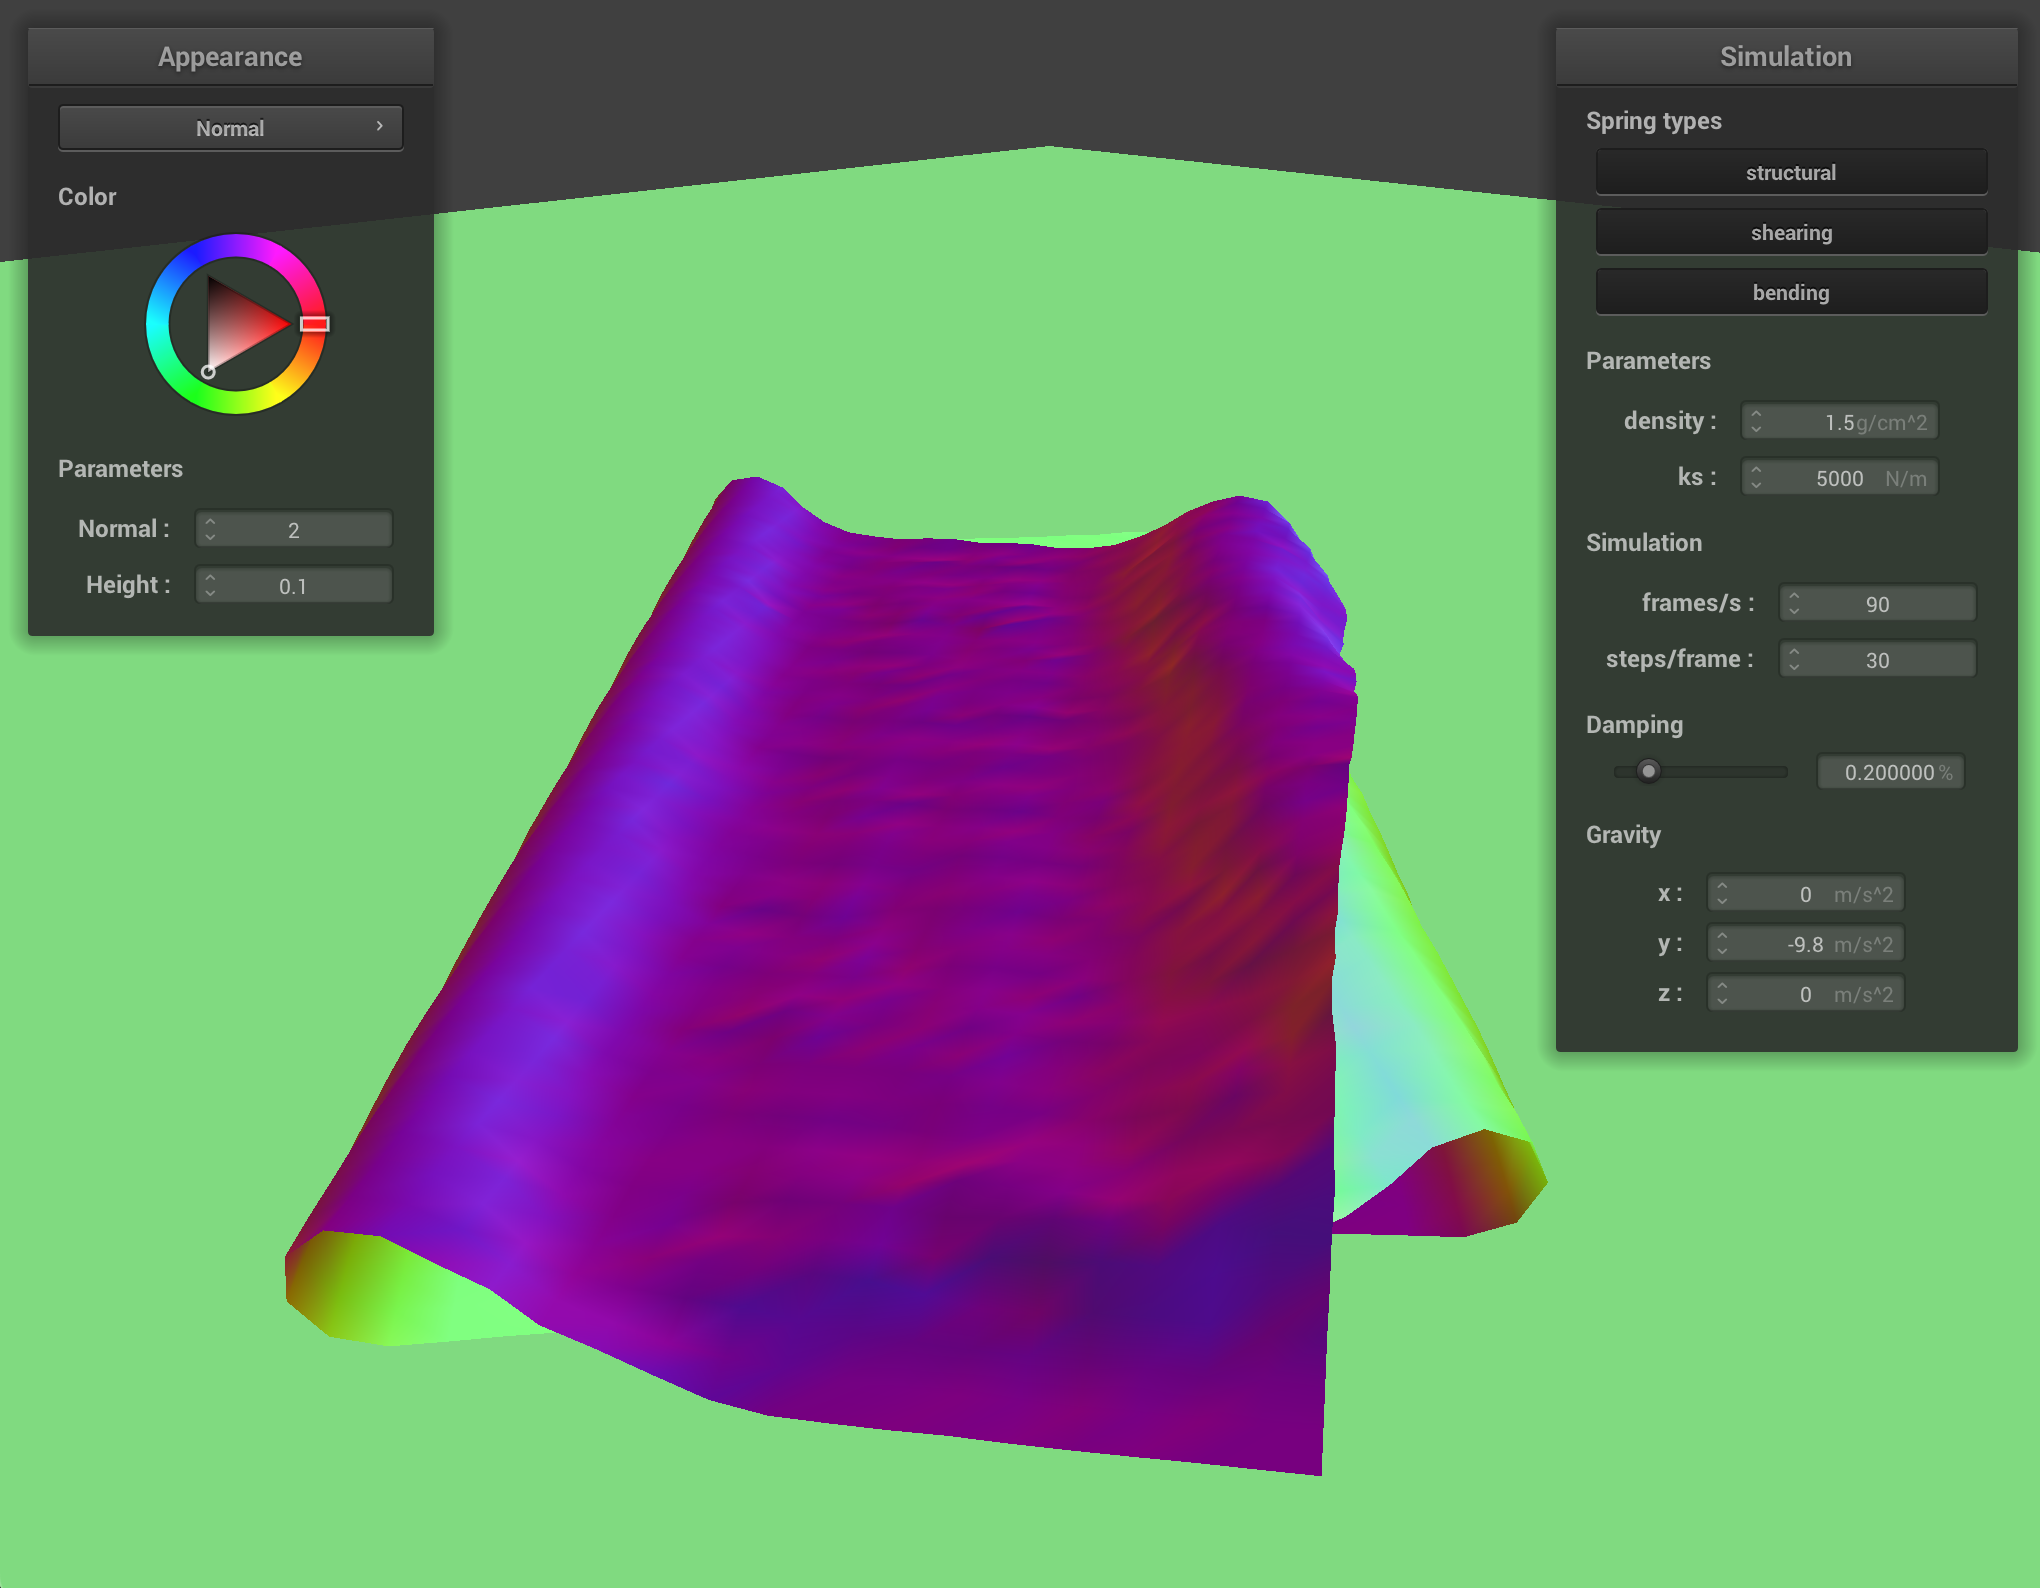 Appearance
Normal
Color
Parameters
Normal : 2
Height : 0.1
Simulation
Spring types
structural
shearing
bending
Parameters
density : 1.5 g/cm^2
ks : 5000 N/m
Simulation
frames/s : 90
steps/frame : 30
Damping
0.200000 %
Gravity
x : 0 m/s^2
y : -9.8 m/s^2
z : 0 m/s^2